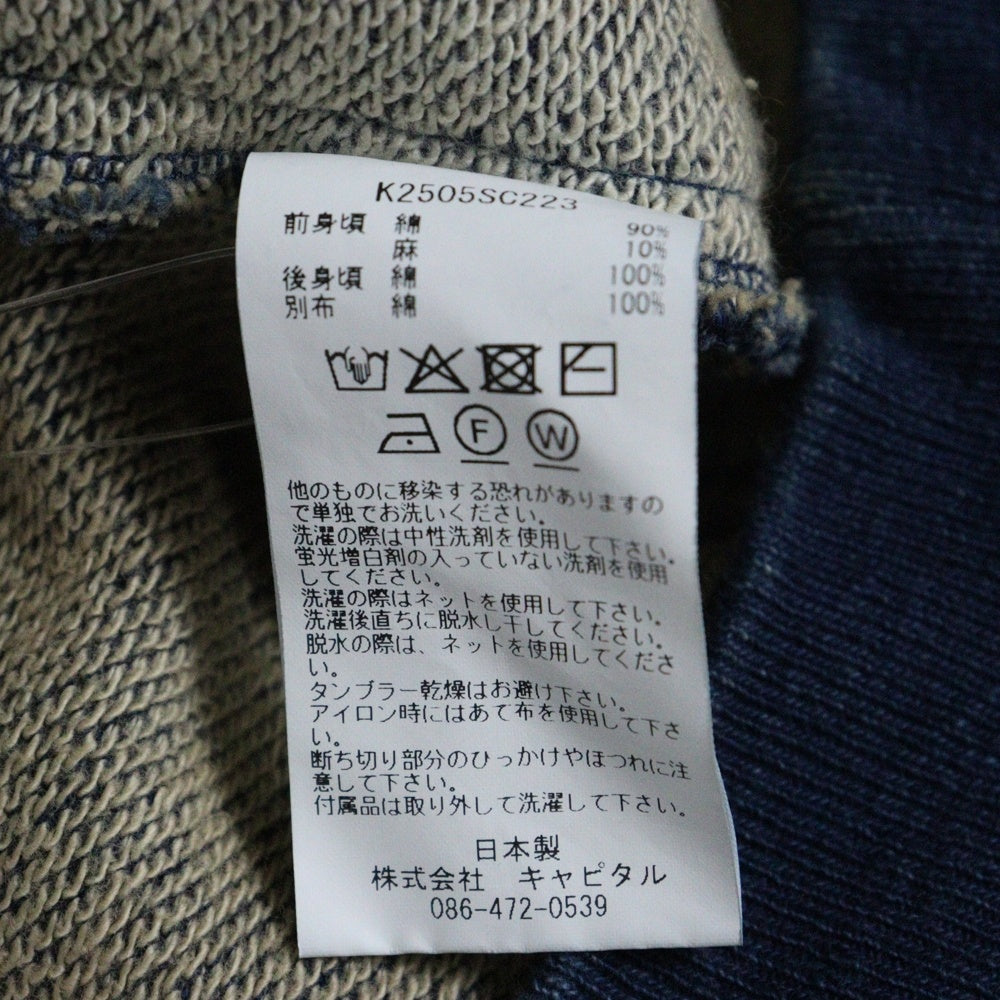 K2505SC223
前身頃 綿 90%
麻 10%
後身頃 綿 100%
別布 綿 100%
F W
他のものに移染する恐れがありますの
で単独でお洗いください。
洗濯の際は中性洗剤を使用して下さい。
蛍光増白剤の入っていない洗剤を使用
してください。
洗濯の際はネットを使用して下さい。
洗濯後直ちに脱水し干してください。
脱水の際は、ネットを使用してくださ
い。
タンブラー乾燥はお避け下さい。
アイロン時にはあて布を使用して下さ
い。
断ち切り部分のひっかけやほつれに注
意して下さい。
付属品は取り外して洗濯して下さい。
日本製
株式会社 キャピタル
086-472-0539